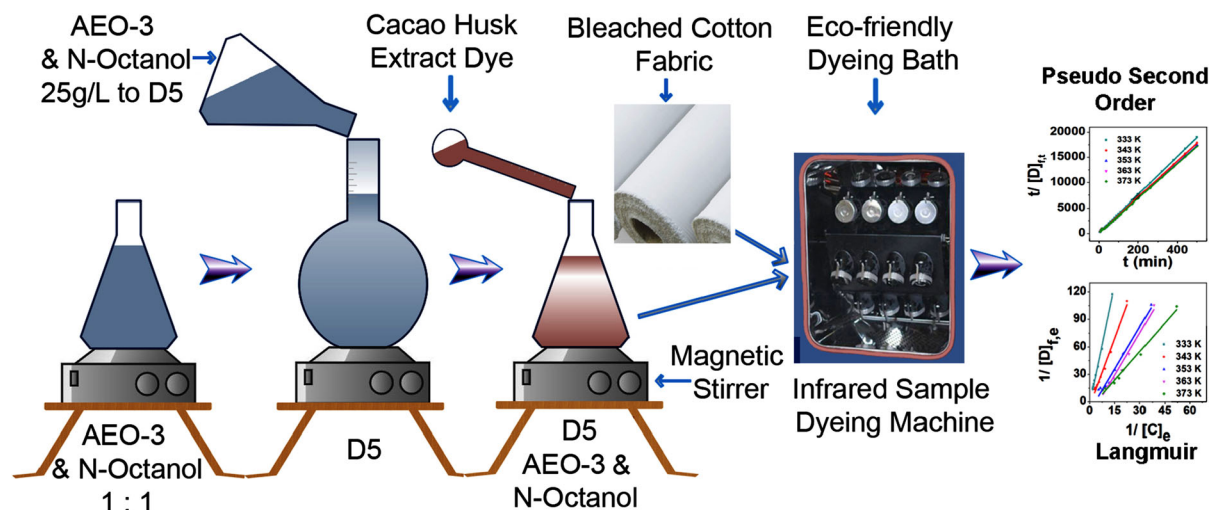 AEO-3
& N-Octanol
25g/L to D5
Cacao Husk
Extract Dye
Bleached Cotton
Fabric
Eco-friendly
Dyeing Bath
Pseudo Second
Order
t/ [D]f,t
20000
15000
10000
5000
0
333 K
343 K
353 K
363 K
373 K
0 200 400
t (min)
1/ [D]f,e
120
90
60
30
0
333 K
343 K
353 K
363 K
373 K
0 15 30 45 60
1/ [C]e
Langmuir
Magnetic
Stirrer
Infrared Sample
Dyeing Machine
AEO-3
& N-Octanol
1 : 1
D5
D5
AEO-3 &
N-Octanol